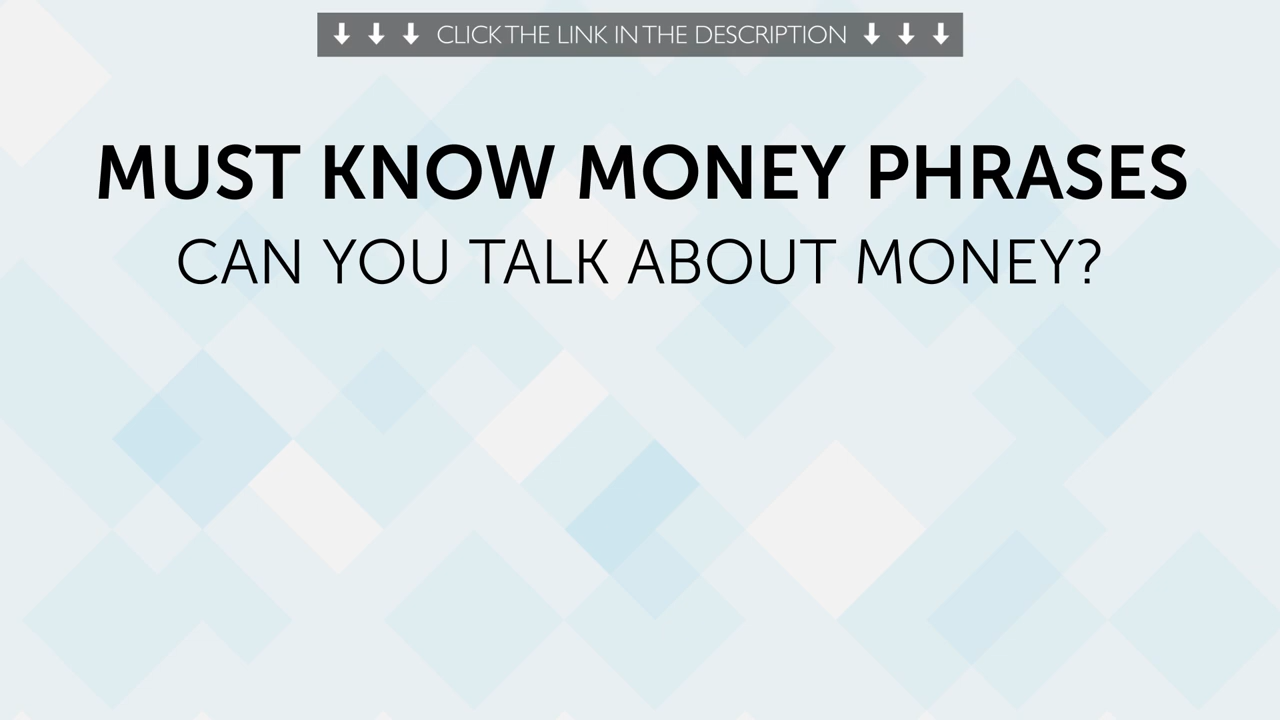 CLICK THE LINK IN THE DESCRIPTION
MUST KNOW MONEY PHRASES
CAN YOU TALK ABOUT MONEY?